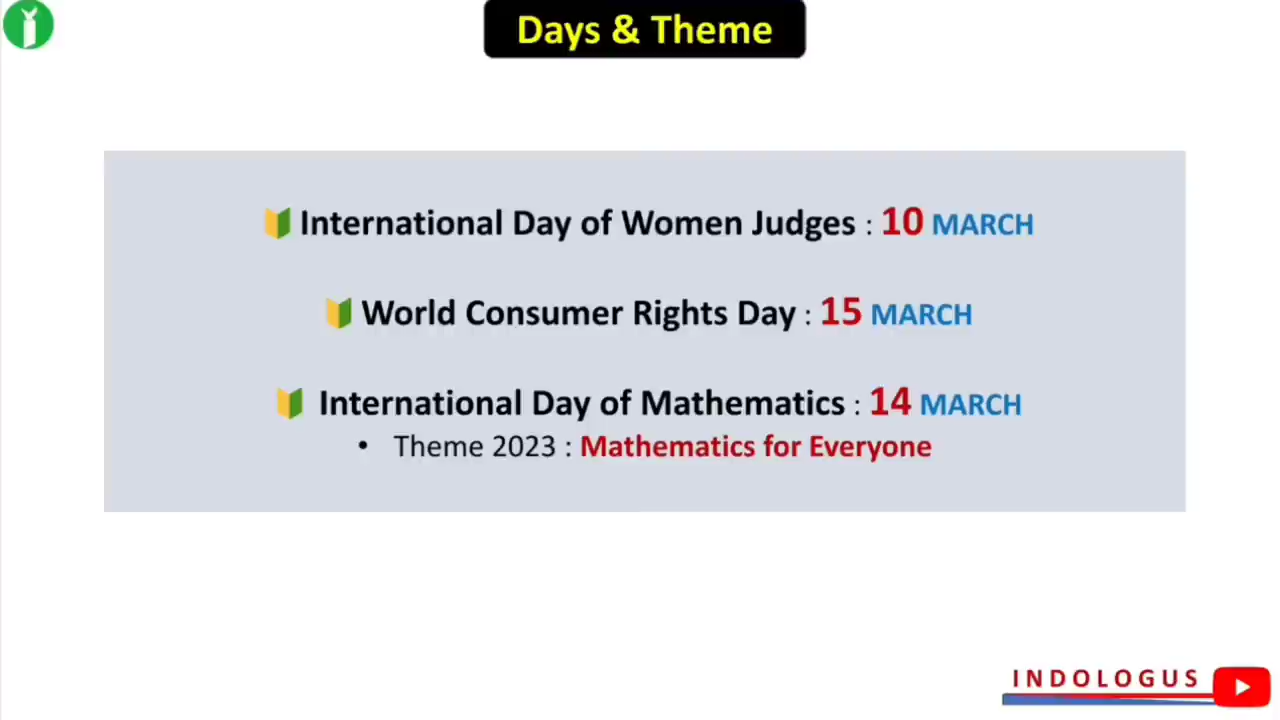 Days & Theme
International Day of Women Judges : 10 MARCH
World Consumer Rights Day : 15 MARCH
International Day of Mathematics : 14 MARCH
• Theme 2023 : Mathematics for Everyone
INDOLOGUS